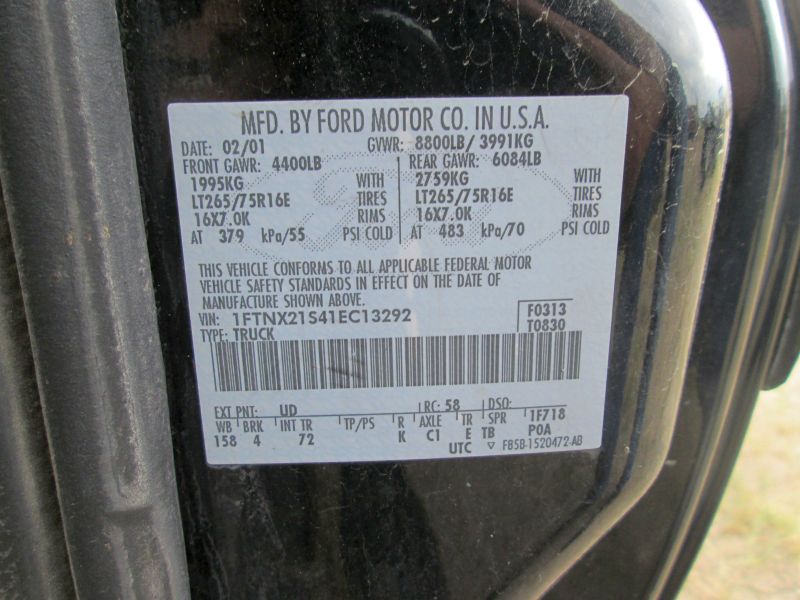 MFD. BY FORD MOTOR CO. IN U.S.A.
DATE: 02/01 GVWR: 8800LB/ 3991KG
FRONT GAWR: 4400LB REAR GAWR: 6084LB
1995KG WITH 2759KG WITH
LT265/75R16E TIRES LT265/75R16E TIRES
16X7.0K RIMS 16X7.0K RIMS
AT 379 kPa/55 PSI COLD AT 483 kPa/70 PSI COLD
THIS VEHICLE CONFORMS TO ALL APPLICABLE FEDERAL MOTOR
VEHICLE SAFETY STANDARDS IN EFFECT ON THE DATE OF
MANUFACTURE SHOWN ABOVE.
VIN: 1FTNX21S41EC13292 F0313
TYPE: TRUCK T0830
EXT PNT: UD RC: 58 DSO:
WB BRK INT TR TP/PS R AXLE TR SPR 1F718
158 4 72 K C1 E TB P0A
UTC ▽ F85B-1520472-AB